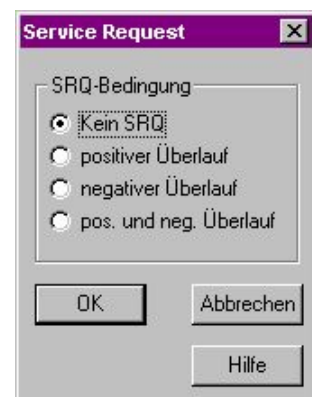 Service Request
SRQ-Bedingung
Kein SRQ
positiver Überlauf
negativer Überlauf
pos. und neg. Überlauf
OK
Abbrechen
Hilfe